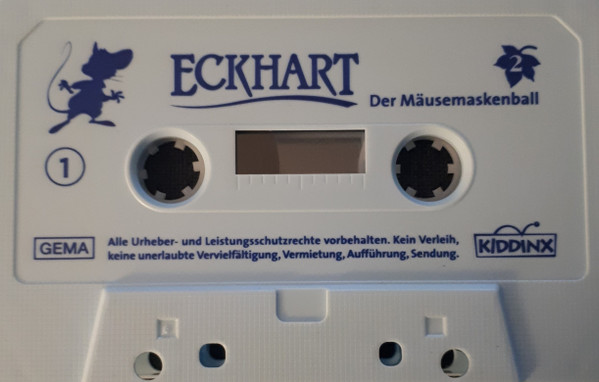 ECKHART
2
Der Mäusemaskenball
1
GEMA
Alle Urheber- und Leistungsschutzrechte vorbehalten. Kein Verleih,
keine unerlaubte Vervielfältigung, Vermietung, Aufführung, Sendung.
KIDDINX